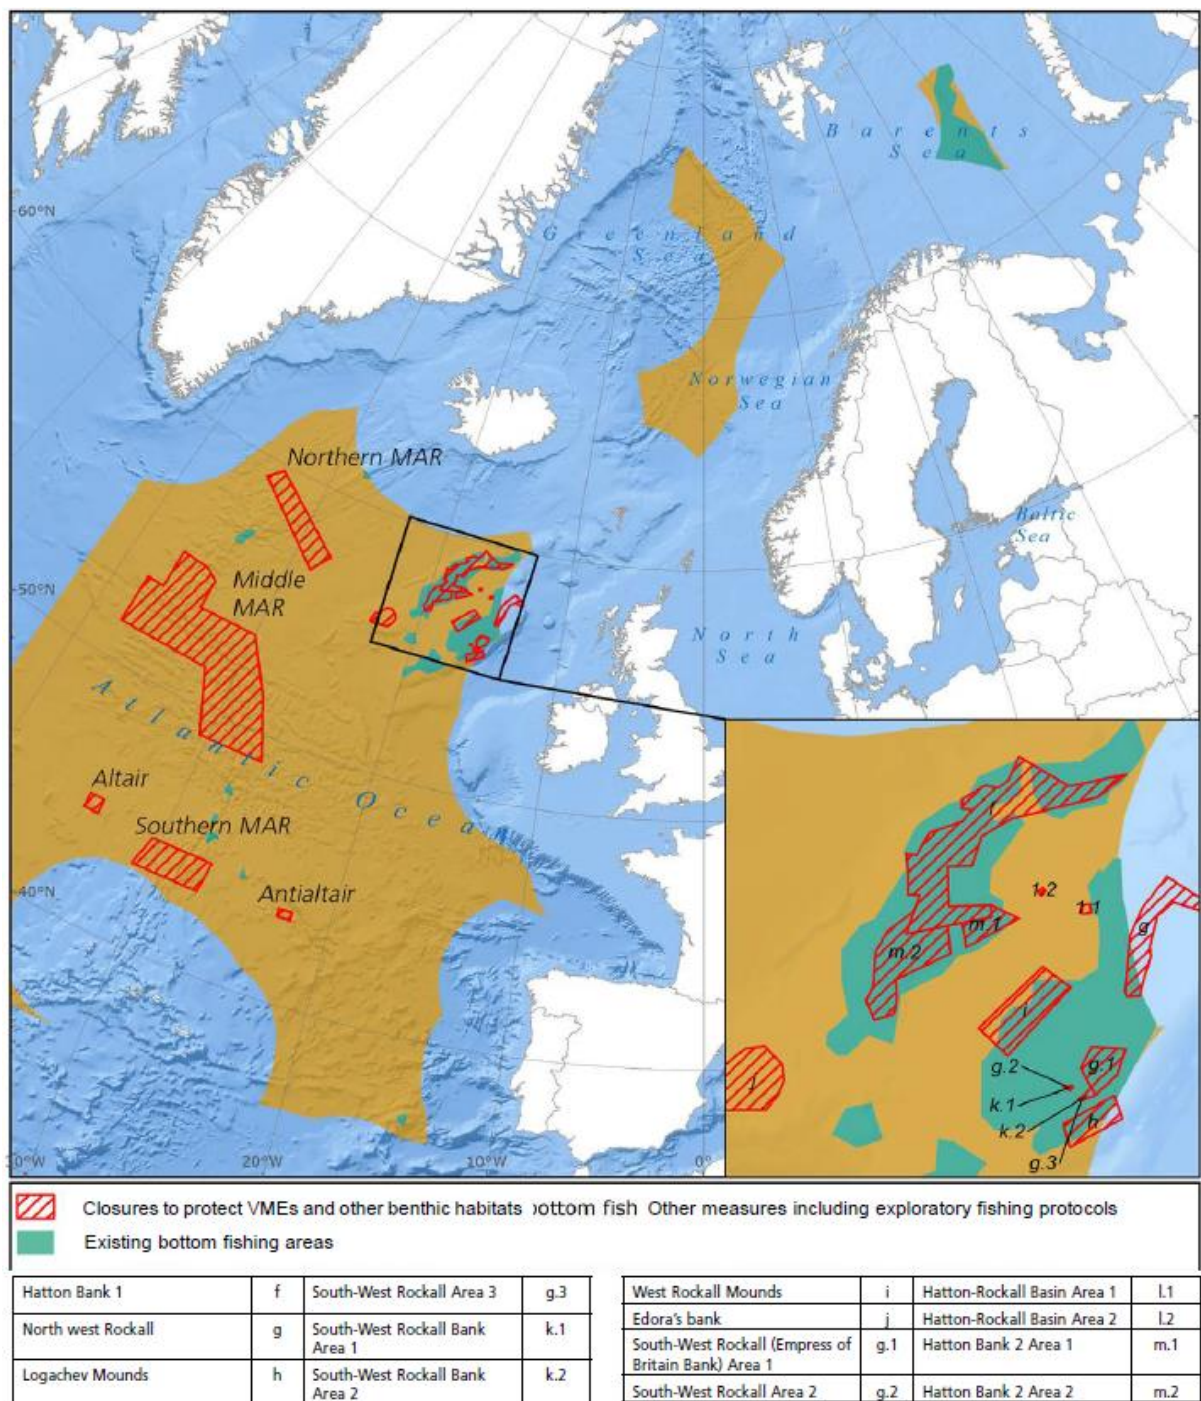 Barents
Sea
60°N
Greenland
Sea
Norwegian
Sea
Northern MAR
Baltic
Sea
50°N
Middle
MAR
North
Sea
Atlantic Ocean
Altair
Southern MAR
40°N
Antialtair
f
1.2
1.1
m.1
g
m.2
i
g.2
g.1
j
k.1
k.2
h
g.3
20°W
10°W
0°
Closures to protect VMEs and other benthic habitats bottom fish Other measures including exploratory fishing protocols
Existing bottom fishing areas
Hatton Bank 1 f South-West Rockall Area 3 g.3
North west Rockall g South-West Rockall Bank
Area 1 k.1
Logachev Mounds h South-West Rockall Bank
Area 2 k.2
West Rockall Mounds i Hatton-Rockall Basin Area 1 l.1
Edora's bank j Hatton-Rockall Basin Area 2 l.2
South-West Rockall (Empress of
Britain Bank) Area 1 g.1 Hatton Bank 2 Area 1 m.1
South-West Rockall Area 2 g.2 Hatton Bank 2 Area 2 m.2